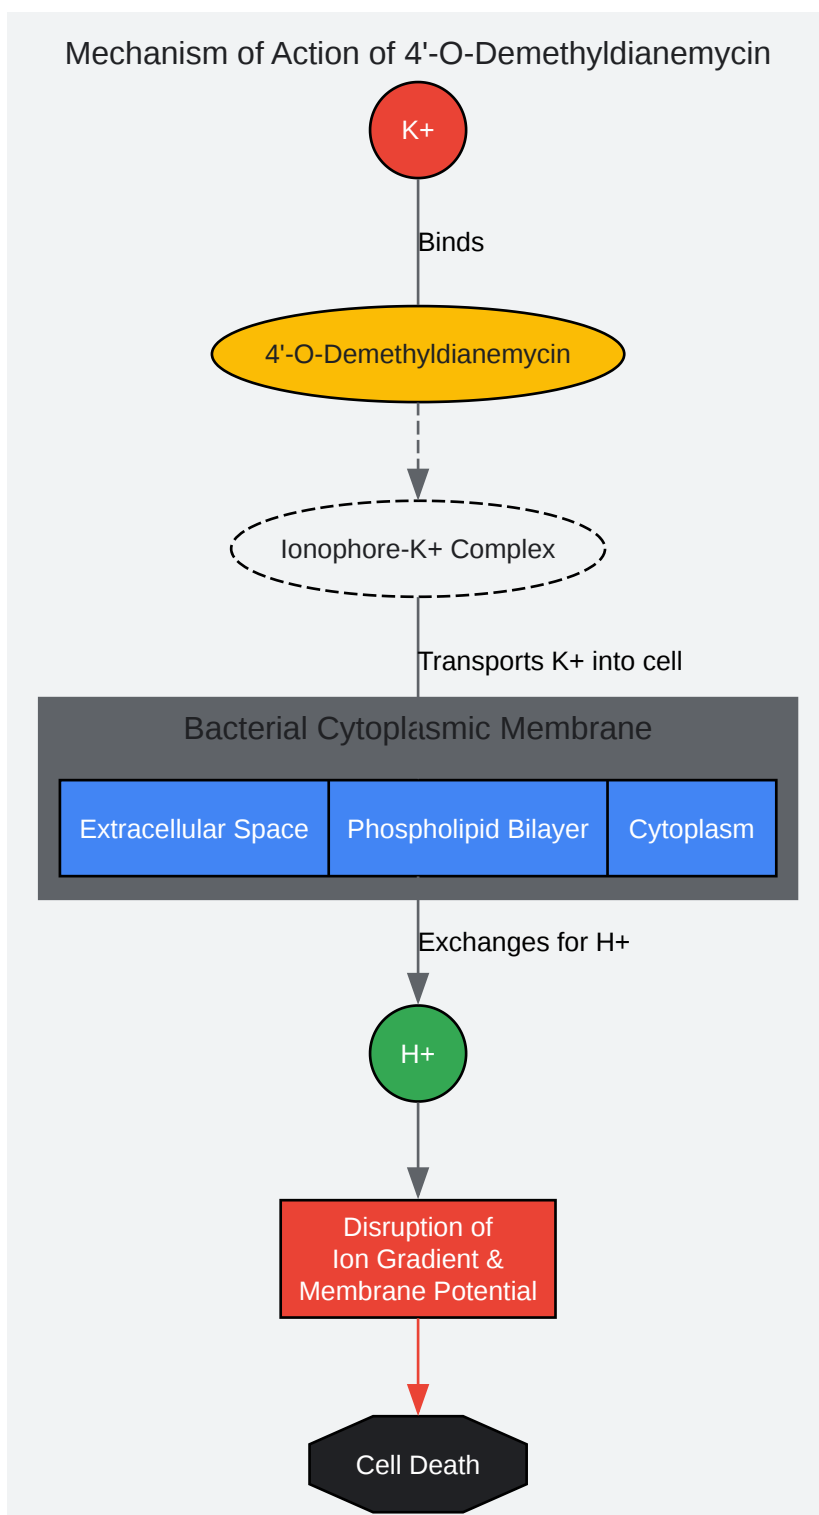 Mechanism of Action of 4'-O-Demethyldianemycin
K+
Binds
4'-O-Demethyldianemycin
Ionophore-K+ Complex
Transports K+ into cell
Bacterial Cytoplasmic Membrane
Extracellular Space
Phospholipid Bilayer
Cytoplasm
Exchanges for H+
H+
Disruption of
Ion Gradient &
Membrane Potential
Cell Death